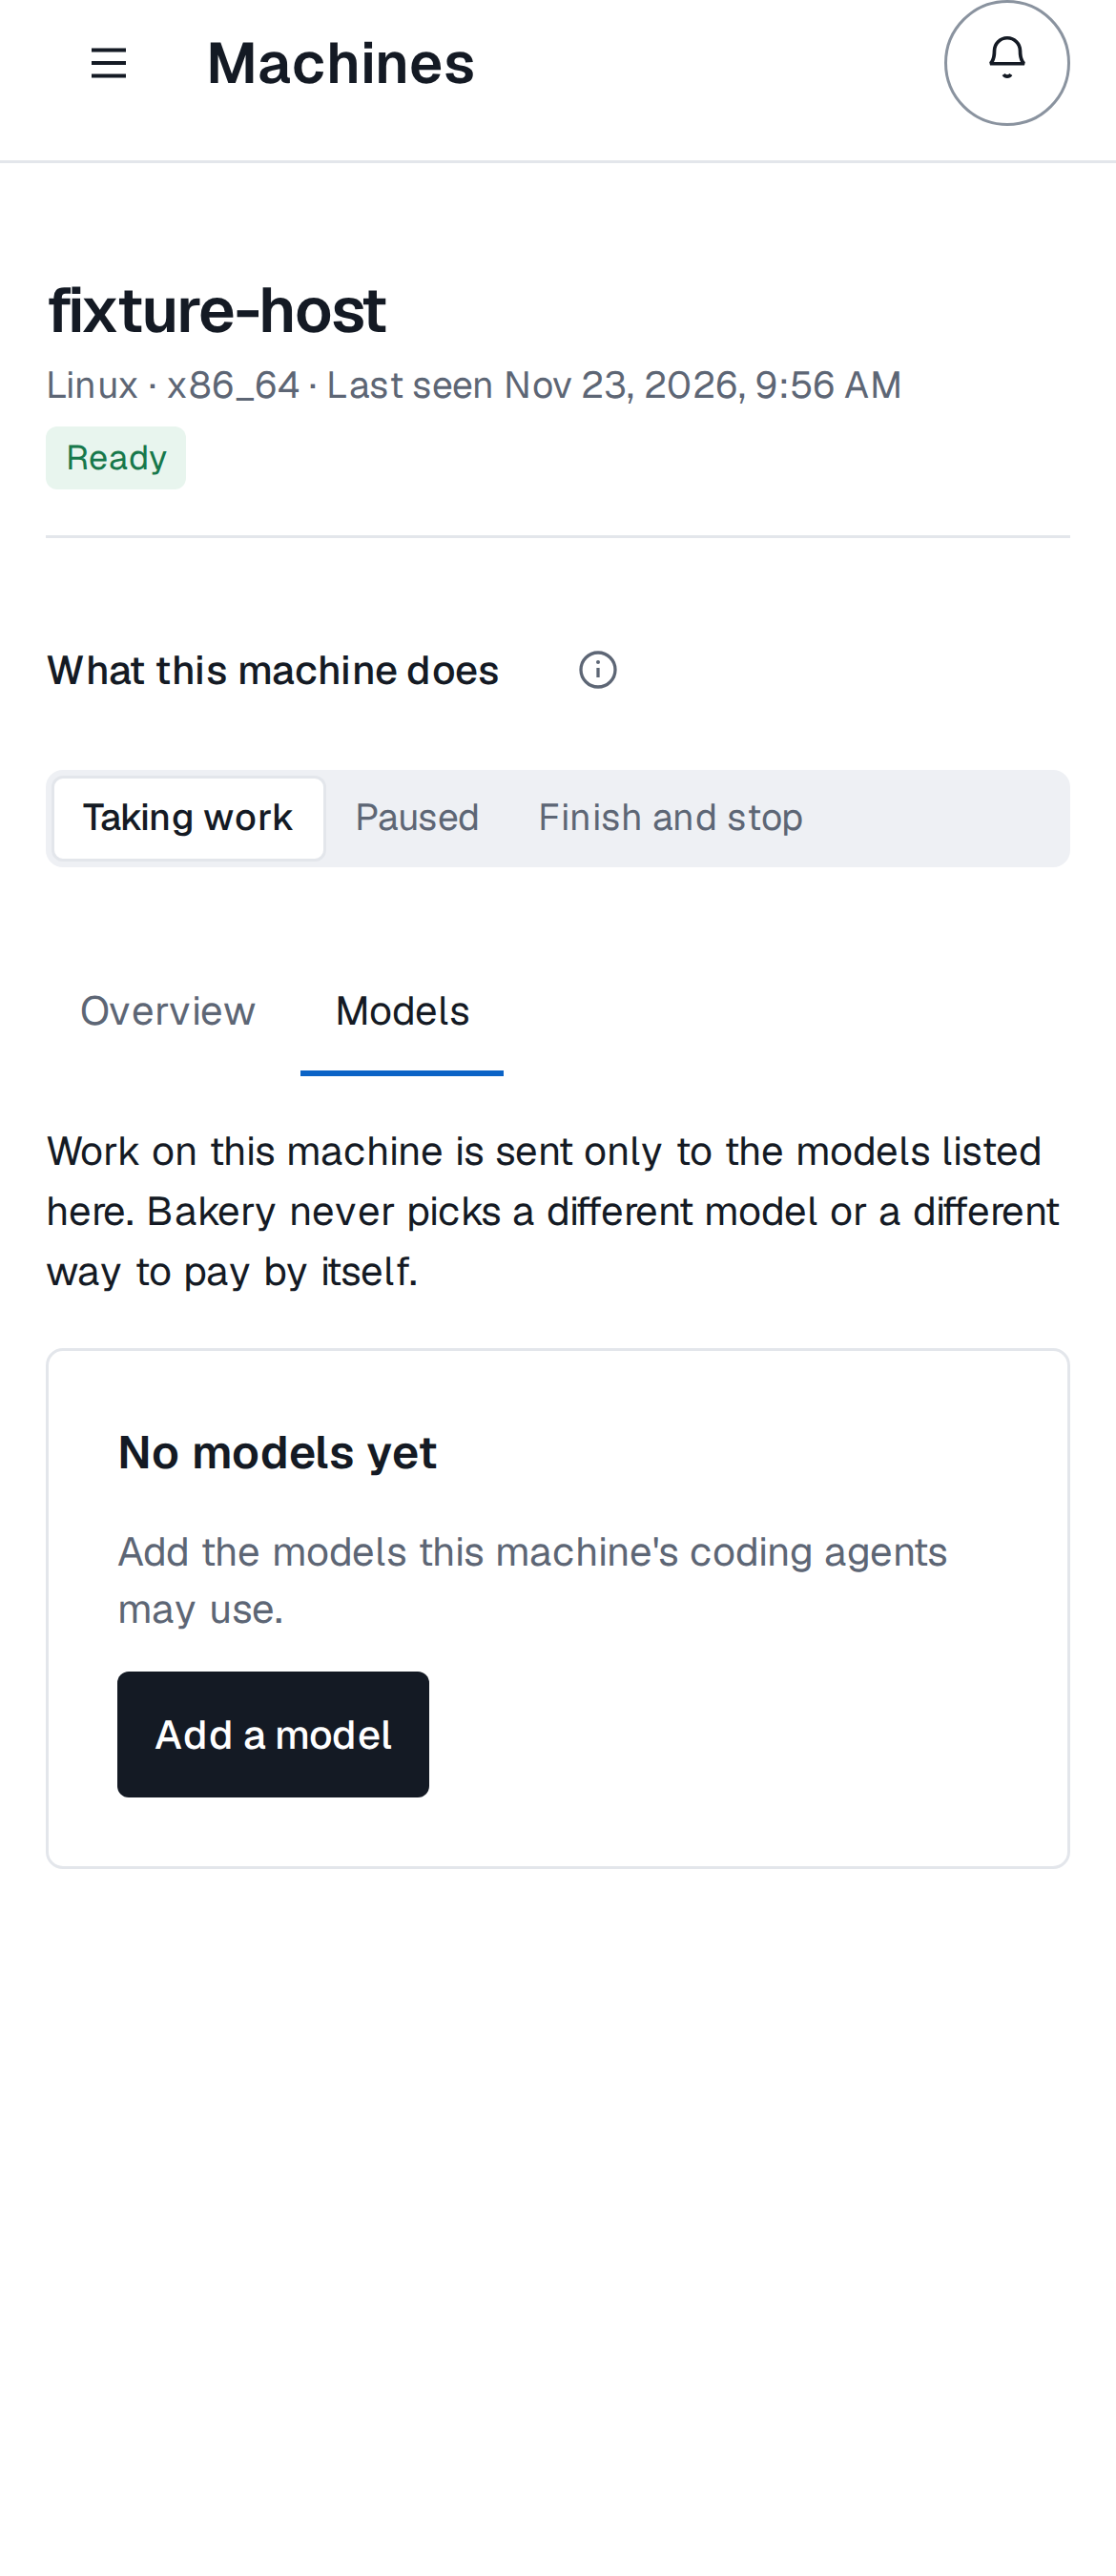 Machines
fixture-host
Linux · x86_64 · Last seen Nov 23, 2026, 9:56 AM
Ready
What this machine does
Taking work Paused Finish and stop
Overview Models
Work on this machine is sent only to the models listed
here. Bakery never picks a different model or a different
way to pay by itself.
No models yet
Add the models this machine's coding agents
may use.
Add a model